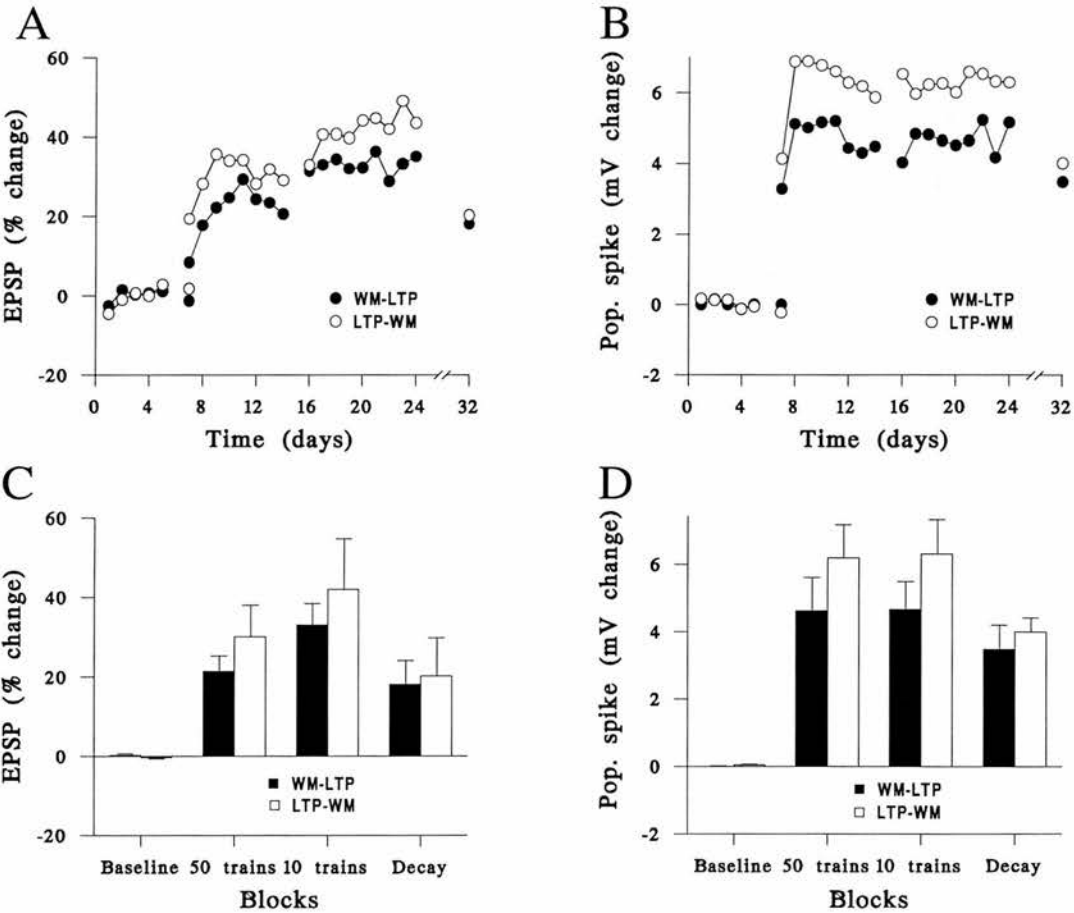 A
EPSP (% change)
60
40
20
0
-20
WM-LTP
LTP-WM
0 4 8 12 16 20 24 32
Time (days)
B
Pop. spike (mV change)
6
4
2
0
-2
WM-LTP
LTP-WM
0 4 8 12 16 20 24 32
Time (days)
C
EPSP (% change)
60
40
20
0
-20
WM-LTP
LTP-WM
Baseline 50 trains 10 trains Decay
Blocks
D
Pop. spike (mV change)
6
4
2
0
-2
WM-LTP
LTP-WM
Baseline 50 trains 10 trains Decay
Blocks